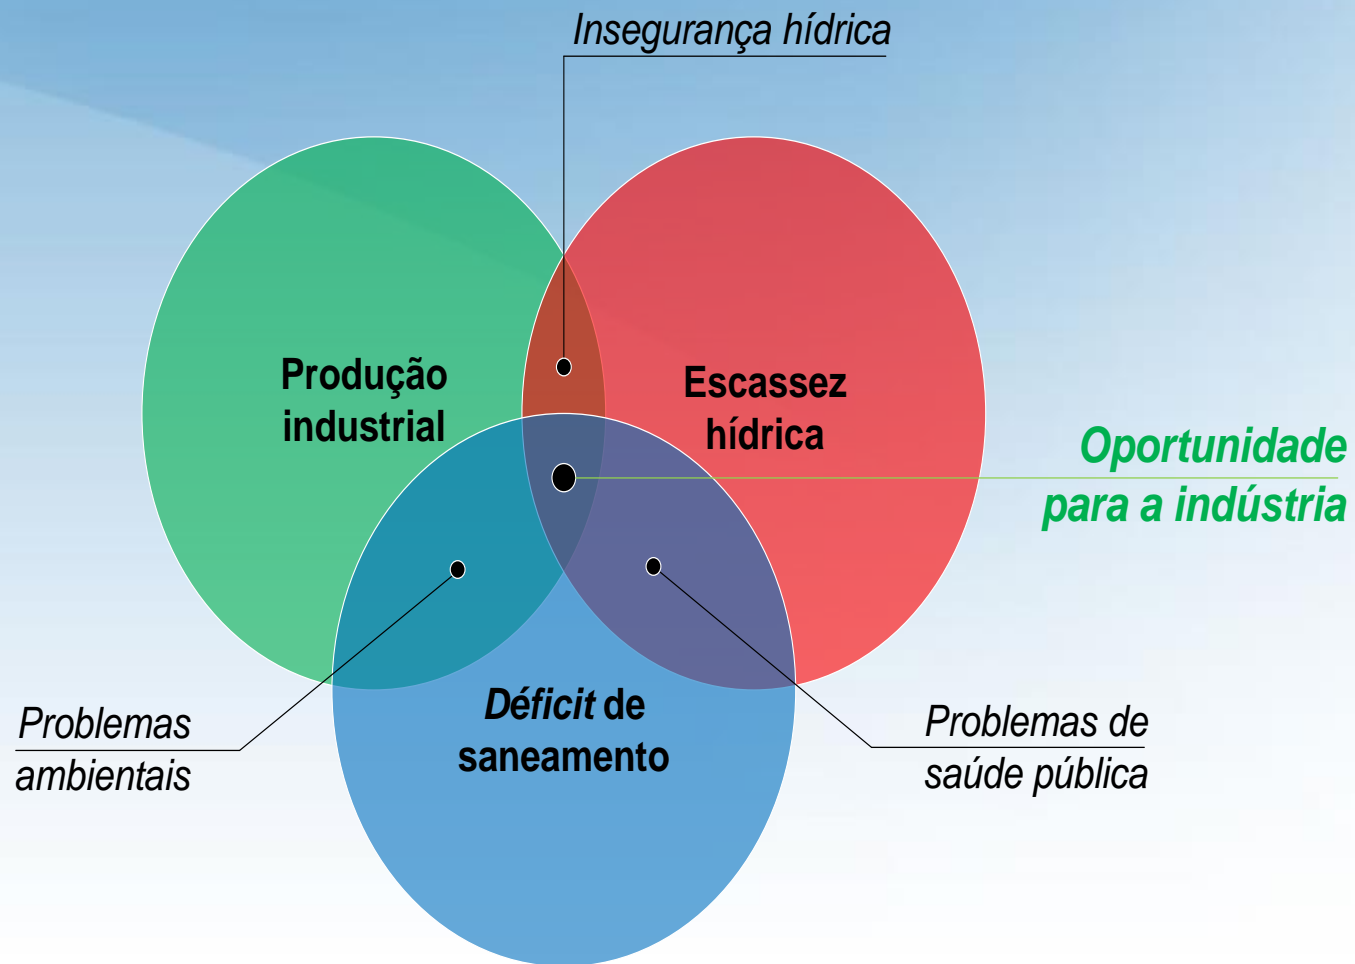 Insegurança hídrica
Produção
industrial
Escassez
hídrica
Oportunidade
para a indústria
Problemas
ambientais
Déficit de
saneamento
Problemas de
saúde pública